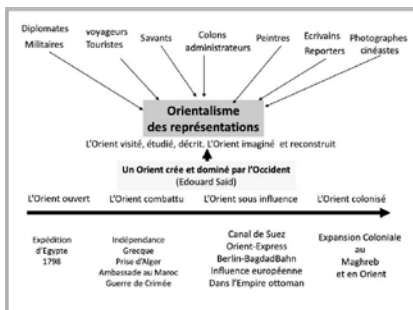 Diplomates
Militaires
voyageurs
Touristes
Savants
Colons
administrateurs
Peintres
Écrivains
Reporters
Photographes
cinéastes
Orientalisme
des représentations
L'Orient visité, étudié, décrit. L'Orient imaginé et reconstruit
Un Orient crée et dominé par l'Occident
(Edouard Saïd)
L'Orient ouvert
L'Orient combattu
L'Orient sous influence
L'Orient colonisé
Expédition
d'Egypte
1798
Indépendance
Grecque
Prise d'Alger
Ambassade au Maroc
Guerre de Crimée
Canal de Suez
Orient-Express
Berlin-BagdadBahn
Influence européenne
Dans l'Empire ottoman
Expansion Coloniale
au
Maghreb
et en Orient